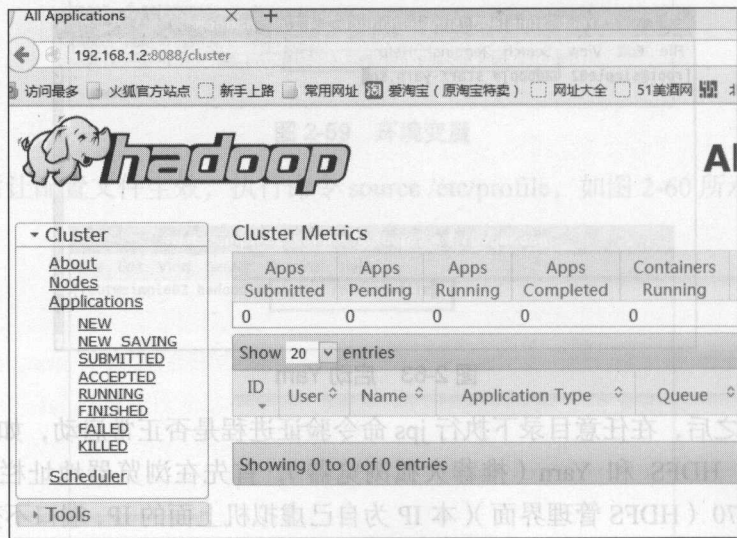 All Applications × +
192.168.1.2:8088/cluster
访问最多 火狐官方站点 新手上路 常用网址 爱淘宝（原淘宝特卖） 网址大全 51美酒网
hadoop
Al
Cluster
About
Nodes
Applications
NEW
NEW_SAVING
SUBMITTED
ACCEPTED
RUNNING
FINISHED
FAILED
KILLED
Scheduler
Tools
Cluster Metrics
Apps Submitted Apps Pending Apps Running Apps Completed Containers Running
0 0 0 0 0
Show 20 entries
ID User Name Application Type Queue
Showing 0 to 0 of 0 entries